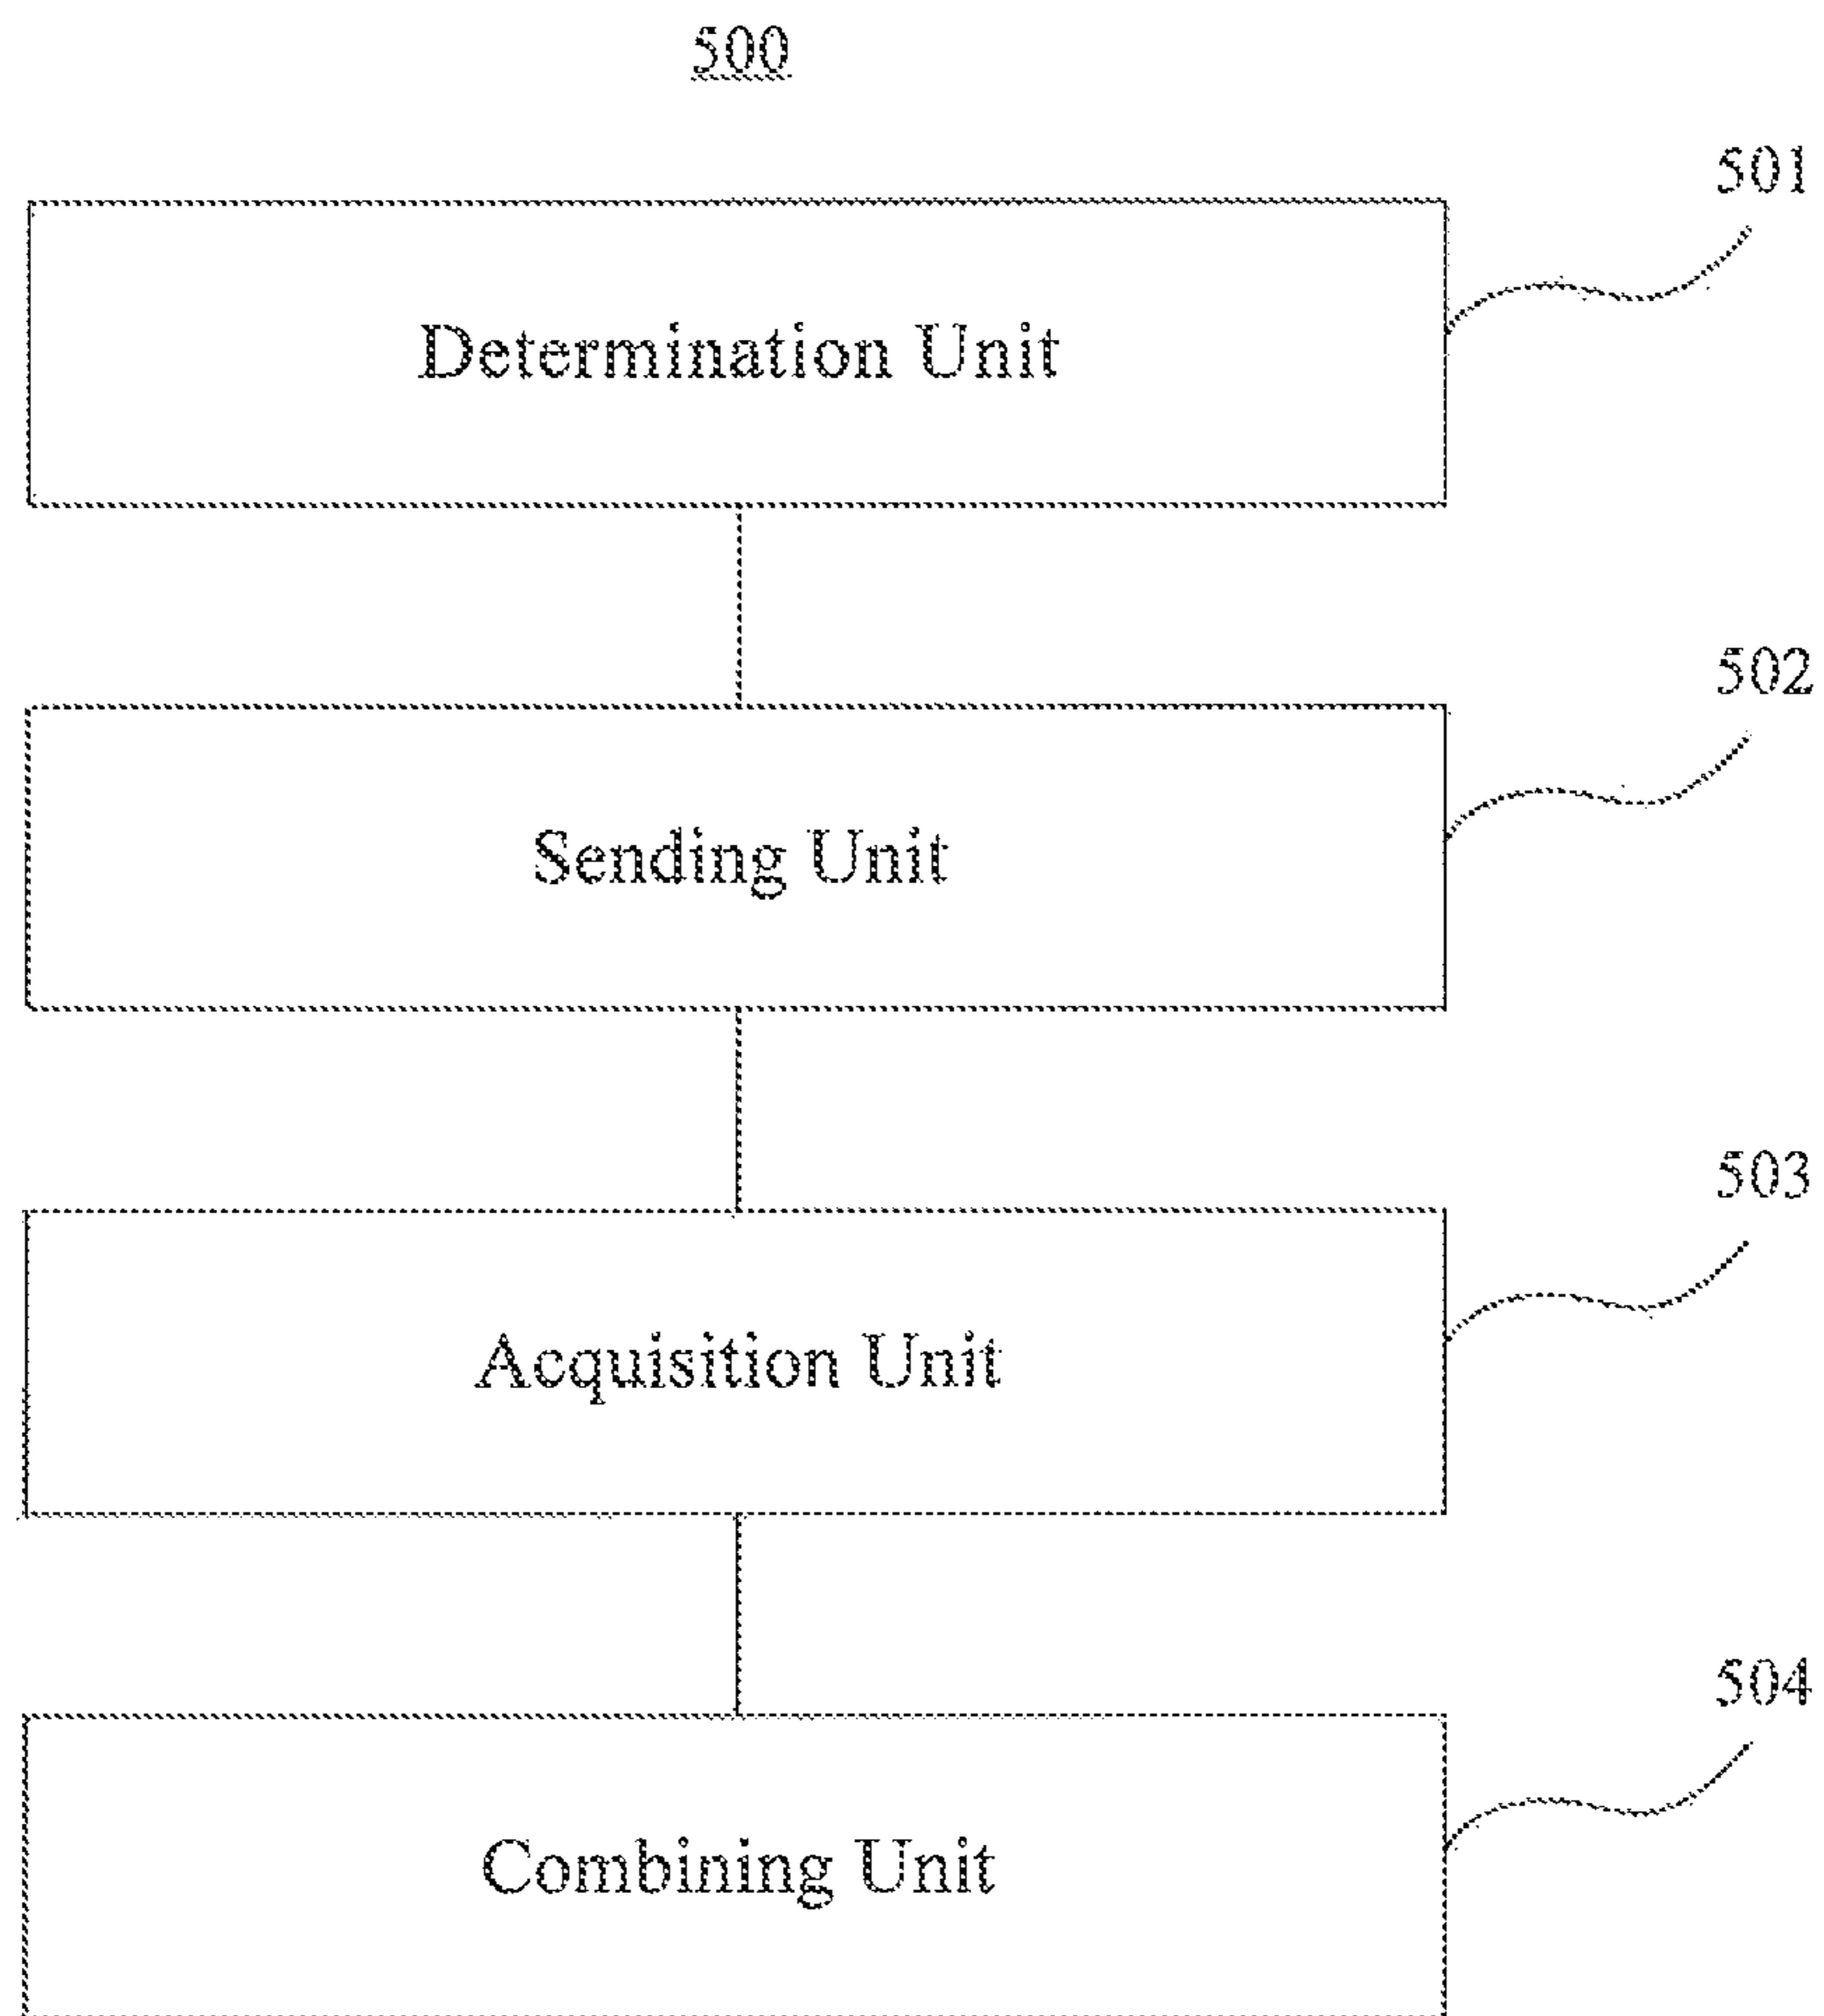 500
501
Determination Unit
502
Sending Unit
503
Acquisition Unit
504
Combining Unit